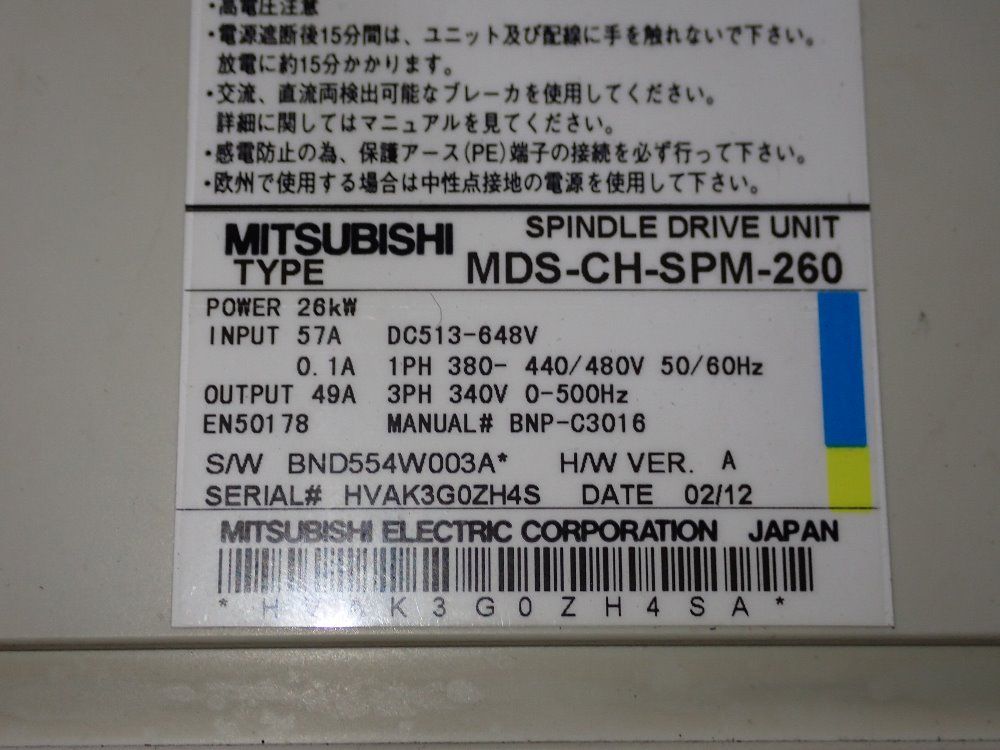 ・高電圧注意
・電源遮断後15分間は、ユニット及び配線に手を触れないで下さい。
放電に約15分かかります。
・交流、直流両検出可能なブレーカを使用してください。
詳細に関してはマニュアルを見てください。
・感電防止の為、保護アース(PE)端子の接続を必ず行って下さい。
・欧州で使用する場合は中性点接地の電源を使用して下さい。
MITSUBISHI SPINDLE DRIVE UNIT
TYPE MDS-CH-SPM-260
POWER 26kW
INPUT 57A DC513-648V
0.1A 1PH 380- 440/480V 50/60Hz
OUTPUT 49A 3PH 340V 0-500Hz
EN50178 MANUAL# BNP-C3016
S/W BND554W003A* H/W VER. A
SERIAL# HVAK3G0ZH4S DATE 02/12
MITSUBISHI ELECTRIC CORPORATION JAPAN
*HVAK3G0ZH4SA*